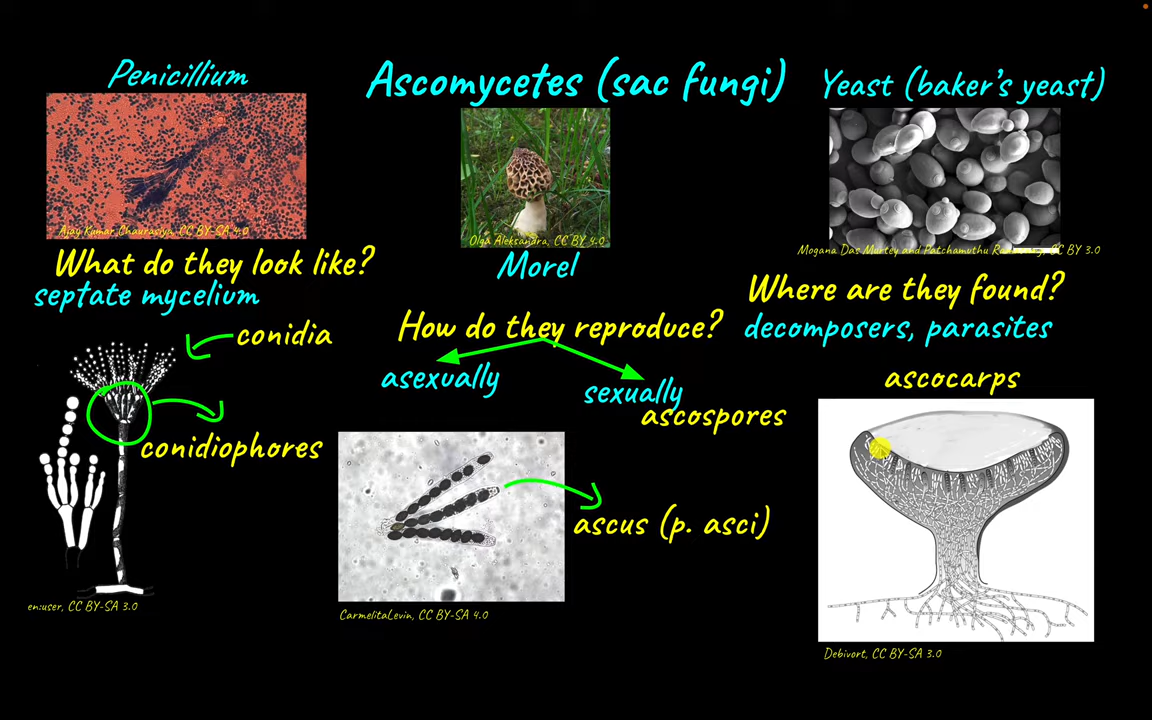 Penicillium
Ascomycetes (sac fungi)
Yeast (baker's yeast)
Ajay Kumar Chaurasiya, CC BY-SA 4.0
Olga Aleksandra, CC BY 4.0
Mogana Das Murtey and Patchamuthu CC BY 3.0
What do they look like?
septate mycelium
Morel
Where are they found?
decomposers, parasites
conidia
How do they reproduce?
asexually
sexually
ascospores
ascocarps
conidiophores
ascus (p. asci)
en:user, CC BY-SA 3.0
CarmelitaLevin, CC BY-SA 4.0
Debivort, CC BY-SA 3.0